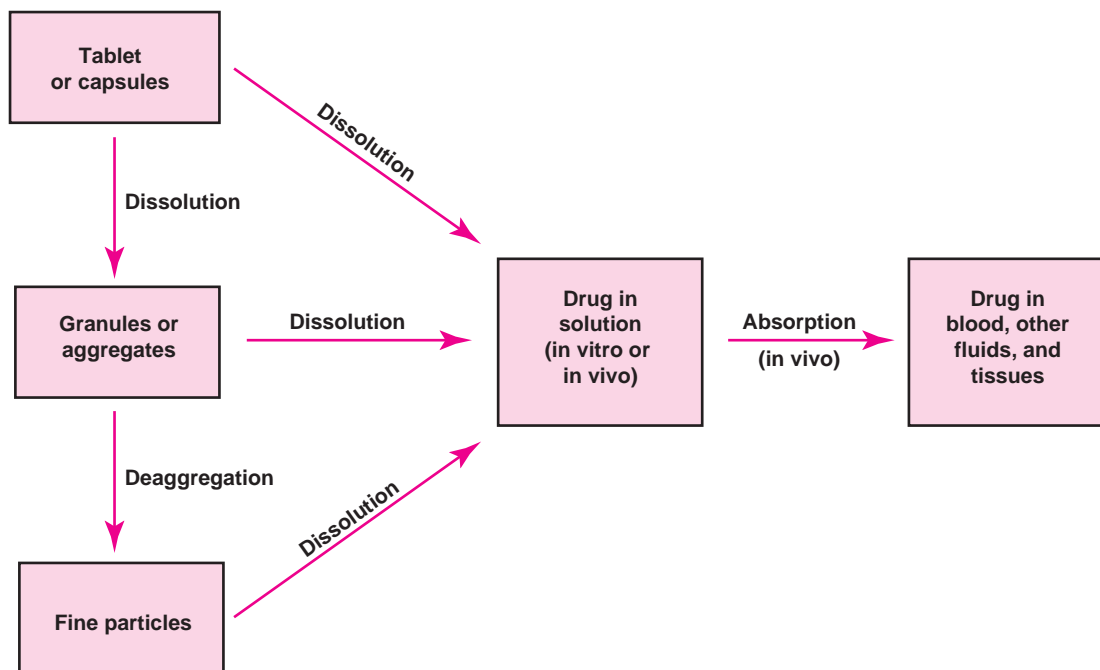 Tablet
or capsules
Dissolution
Dissolution
Granules or
aggregates
Dissolution
Drug in
solution
(in vitro or
in vivo)
Absorption
(in vivo)
Drug in
blood, other
fluids, and
tissues
Deaggregation
Dissolution
Fine particles